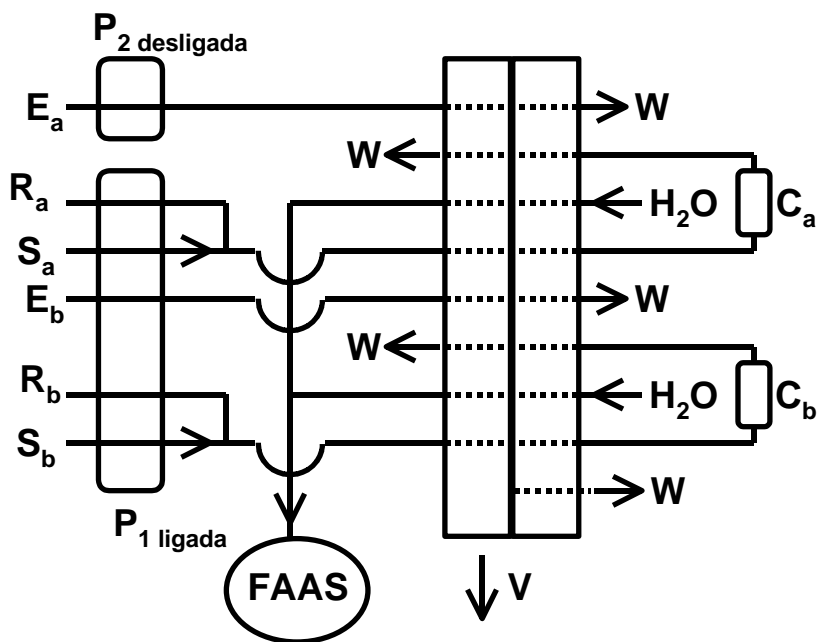 P2 desligada
Ea
W
W
Ra
H2O
Ca
Sa
Eb
W
W
Rb
H2O
Cb
Sb
W
P1 ligada
FAAS
V